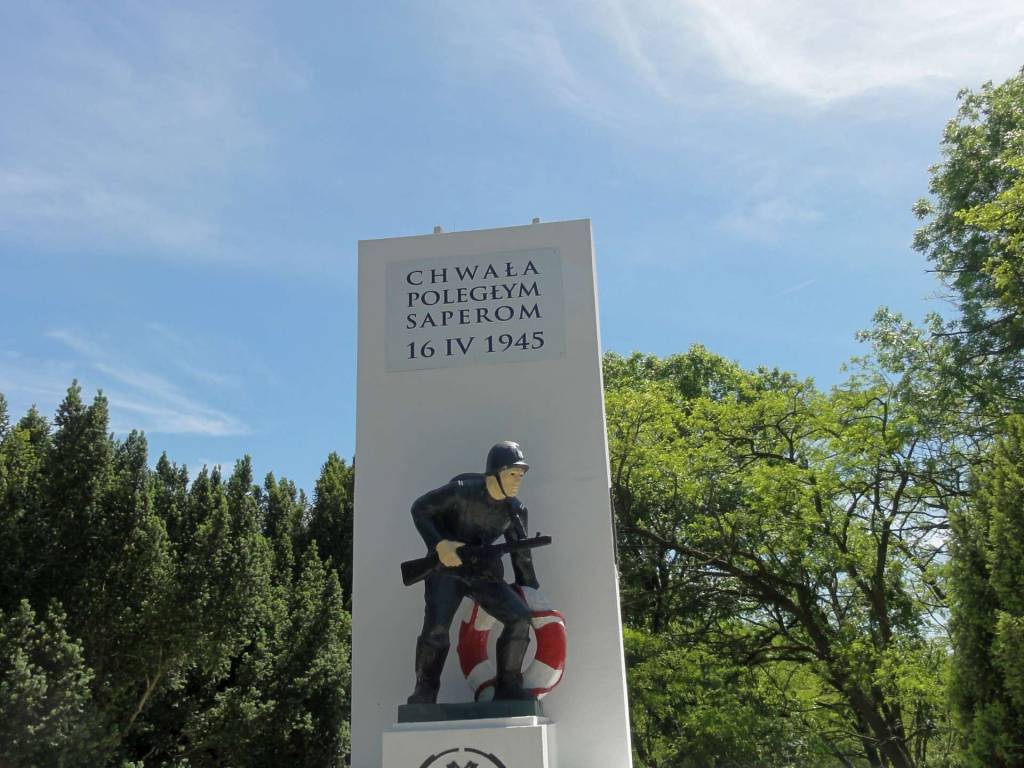 CHWAŁA
POLEGŁYM
SAPEROM
16 IV 1945